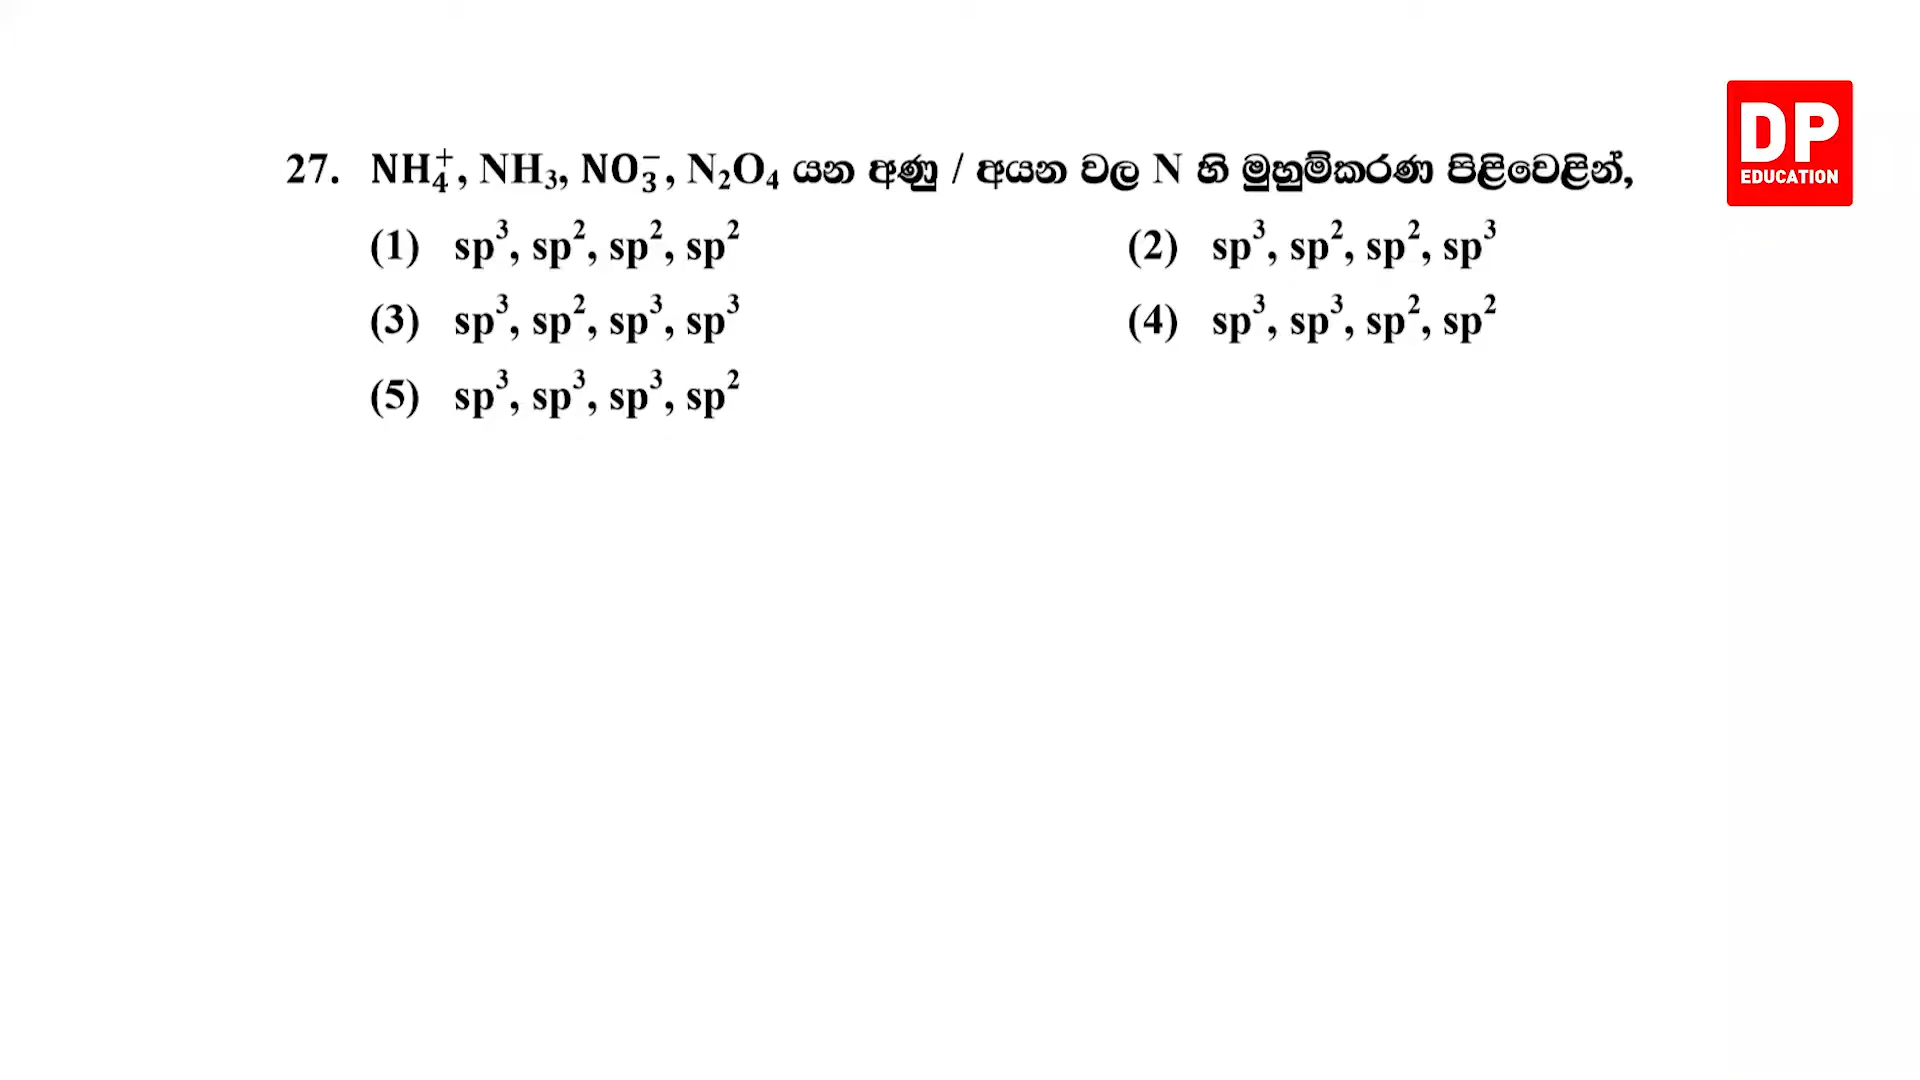 DP
EDUCATION
27. NH₄⁺, NH₃, NO₃⁻, N₂O₄ යන අණු / අයන වල N හි මුහුම්කරණ පිළිවෙළින්,
(1) sp³, sp², sp², sp² (2) sp³, sp², sp², sp³
(3) sp³, sp², sp³, sp³ (4) sp³, sp³, sp², sp²
(5) sp³, sp³, sp³, sp²